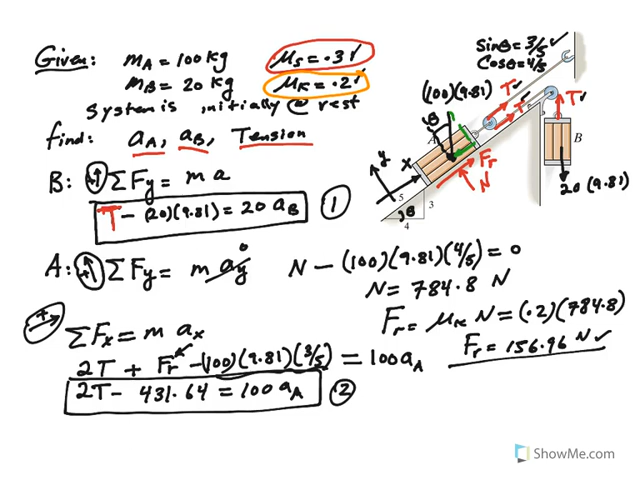 Given: mA = 100 kg μs = .3 √
mB = 20 kg μK = .2 √
System is initially @ rest
find: aA, aB, Tension
B: +↑ ΣFy = m a
T - (20)(9.81) = 20 aB 1
A: +↑ ΣFy = m ay 0 N - (100)(9.81)(4/5) = 0
N = 784.8 N
Fr = μK N = (.2)(784.8)
Fr = 156.96 N √
+→ ΣFx = m ax
2T + Fr - (100)(9.81)(3/5) = 100 aA
2T - 431.64 = 100 aA 2
sinθ = 3/5 √
cosθ = 4/5 √
(100)(9.81)
θ
T √
T √
T √
A
B
x
y
Fr
N
20 (9.81)
5
3
4
θ
ShowMe.com